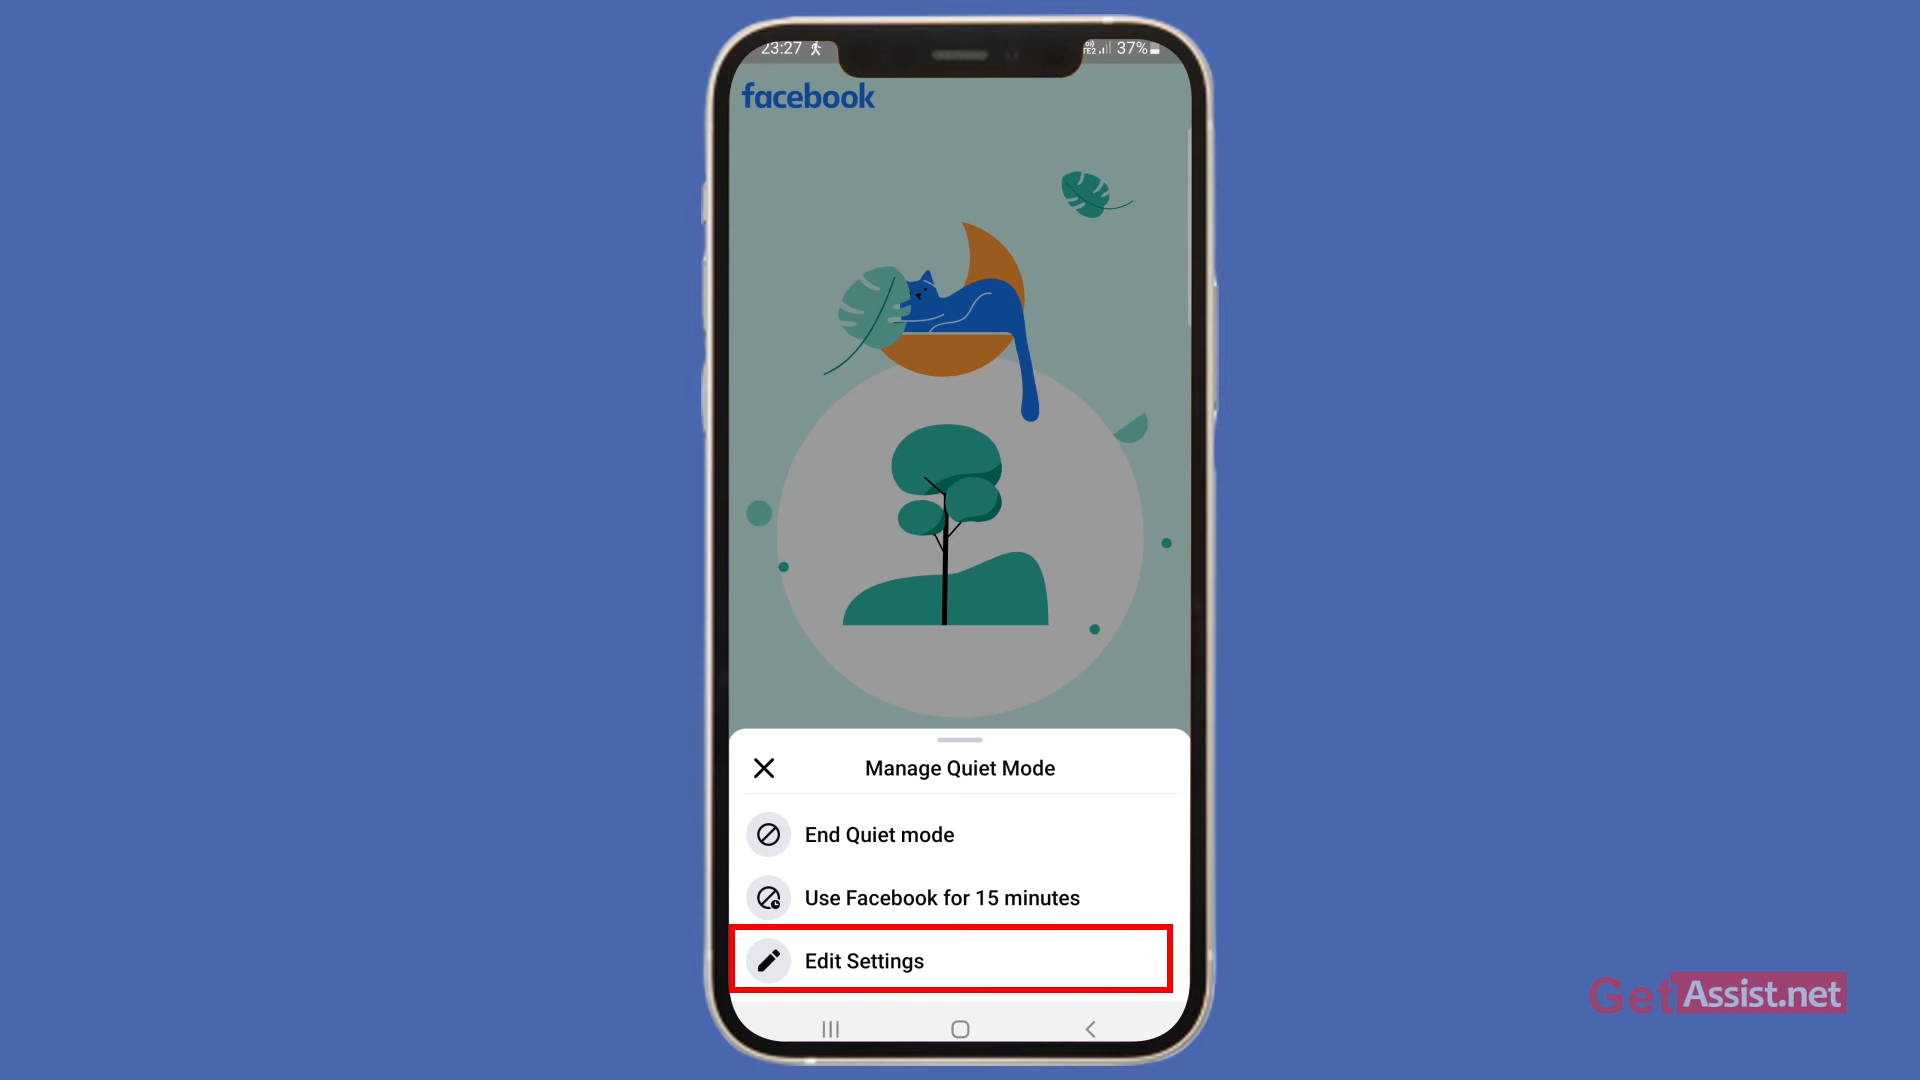 23:27 37%
facebook
Manage Quiet Mode
End Quiet mode
Use Facebook for 15 minutes
Edit Settings
GetAssist.net